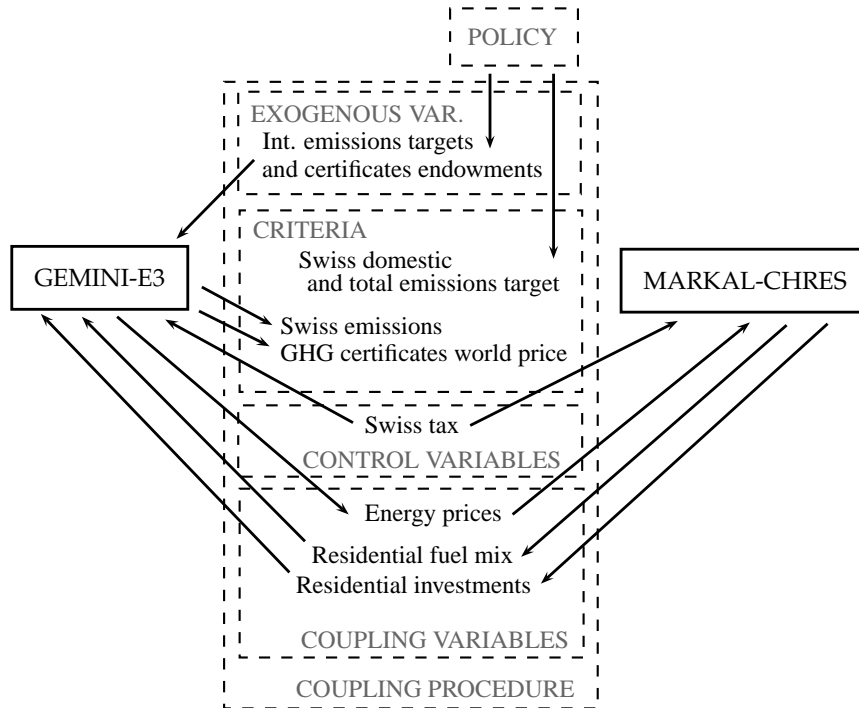 POLICY
EXOGENOUS VAR.
Int. emissions targets
and certificates endowments
CRITERIA
Swiss domestic
and total emissions target
GEMINI-E3
MARKAL-CHRES
Swiss emissions
GHG certificates world price
Swiss tax
CONTROL VARIABLES
Energy prices
Residential fuel mix
Residential investments
COUPLING VARIABLES
COUPLING PROCEDURE